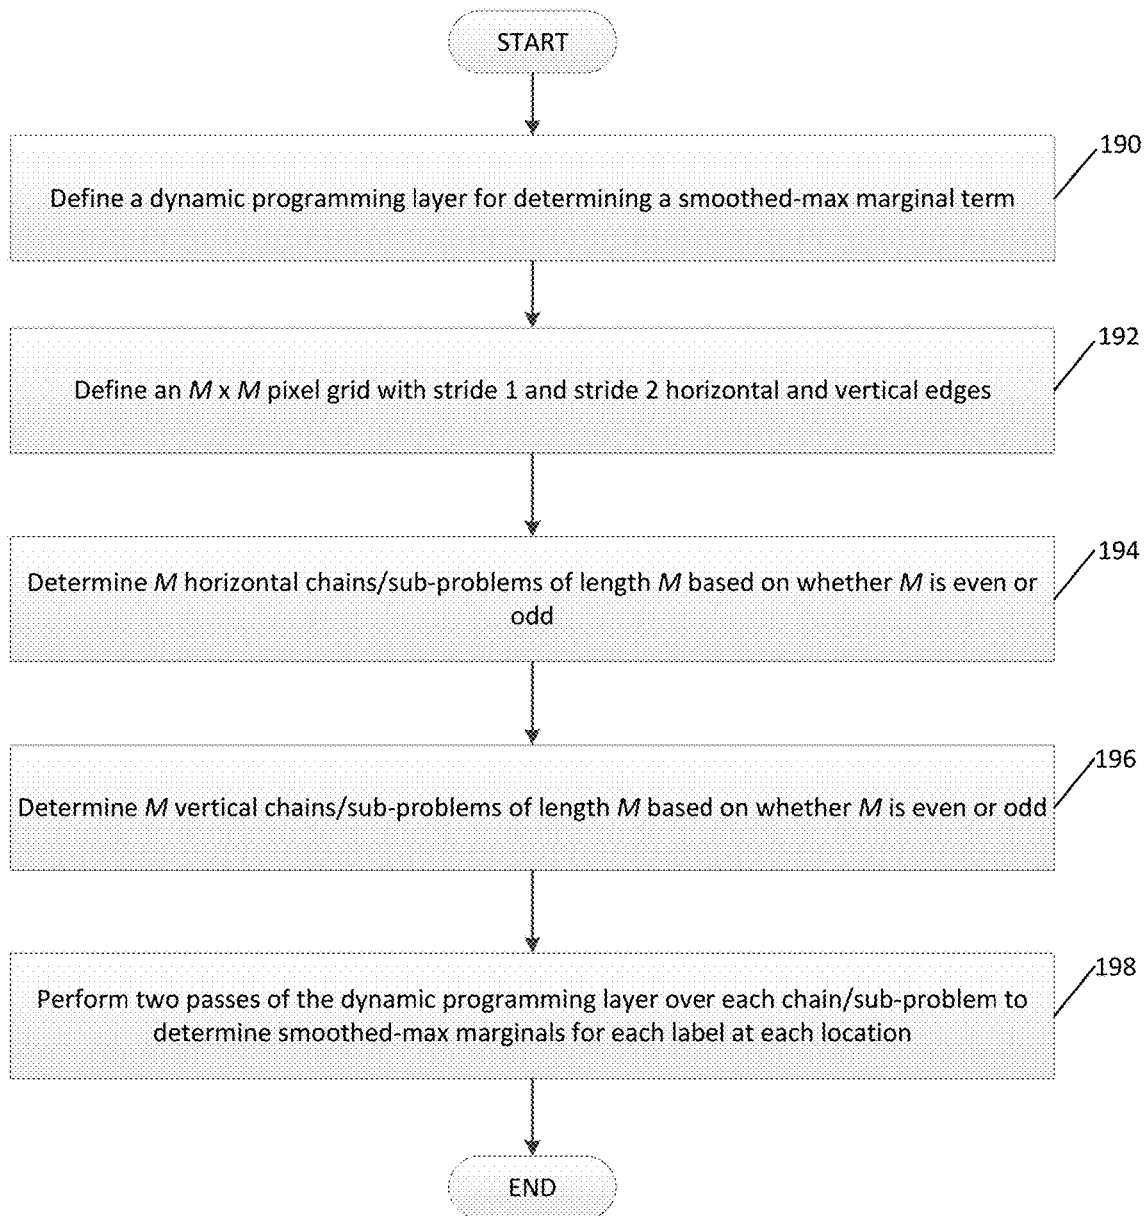 START
190
Define a dynamic programming layer for determining a smoothed-max marginal term
192
Define an M x M pixel grid with stride 1 and stride 2 horizontal and vertical edges
194
Determine M horizontal chains/sub-problems of length M based on whether M is even or
odd
196
Determine M vertical chains/sub-problems of length M based on whether M is even or odd
198
Perform two passes of the dynamic programming layer over each chain/sub-problem to
determine smoothed-max marginals for each label at each location
END